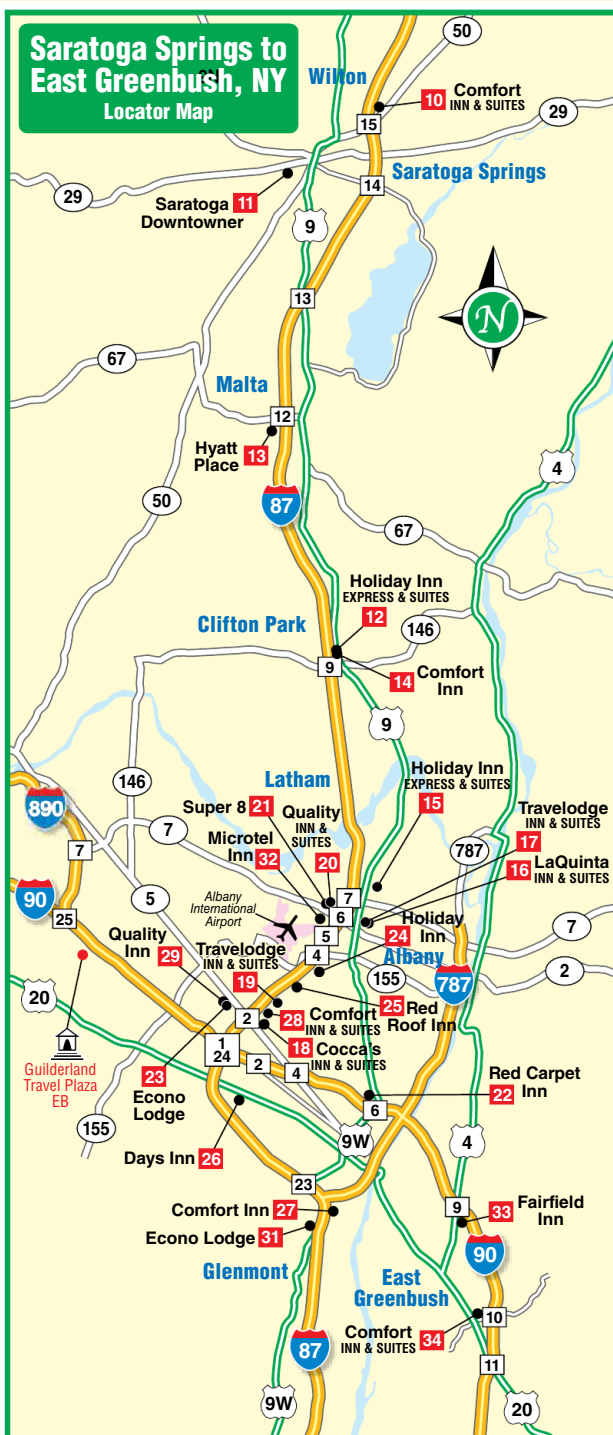 Saratoga Springs to
East Greenbush, NY
Locator Map
50
Wilton
10 Comfort
INN & SUITES
15
29
Saratoga Springs
14
29
Saratoga 11
Downtowner
9
N
13
67
Malta
12
Hyatt
Place 13
4
50
87
67
Holiday Inn
EXPRESS & SUITES
12
Clifton Park
146
9
14 Comfort
Inn
9
146
Latham
Holiday Inn
EXPRESS & SUITES
15
890
Super 8 21
Quality
INN &
SUITES
20
Travelodge
INN & SUITES
17
7
7
Microtel
Inn 32
787
16 LaQuinta
INN & SUITES
90
5
7
6
25
Albany
International
Airport
5
24 Holiday
Inn
7
Quality
Inn 29
Travelodge
INN & SUITES
19
4
Albany
155
2
20
787
25 Red
Roof Inn
28 Comfort
INN & SUITES
2
18 Cocca's
INN & SUITES
1
24
2
4
Guilderland
Travel Plaza
EB
23
Econo
Lodge
Red Carpet
22 Inn
6
155
Days Inn 26
9W
4
23
Comfort Inn 27
9
33 Fairfield
Inn
Econo Lodge 31
90
Glenmont
East
Greenbush
10
Comfort
INN & SUITES 34
87
11
9W
20